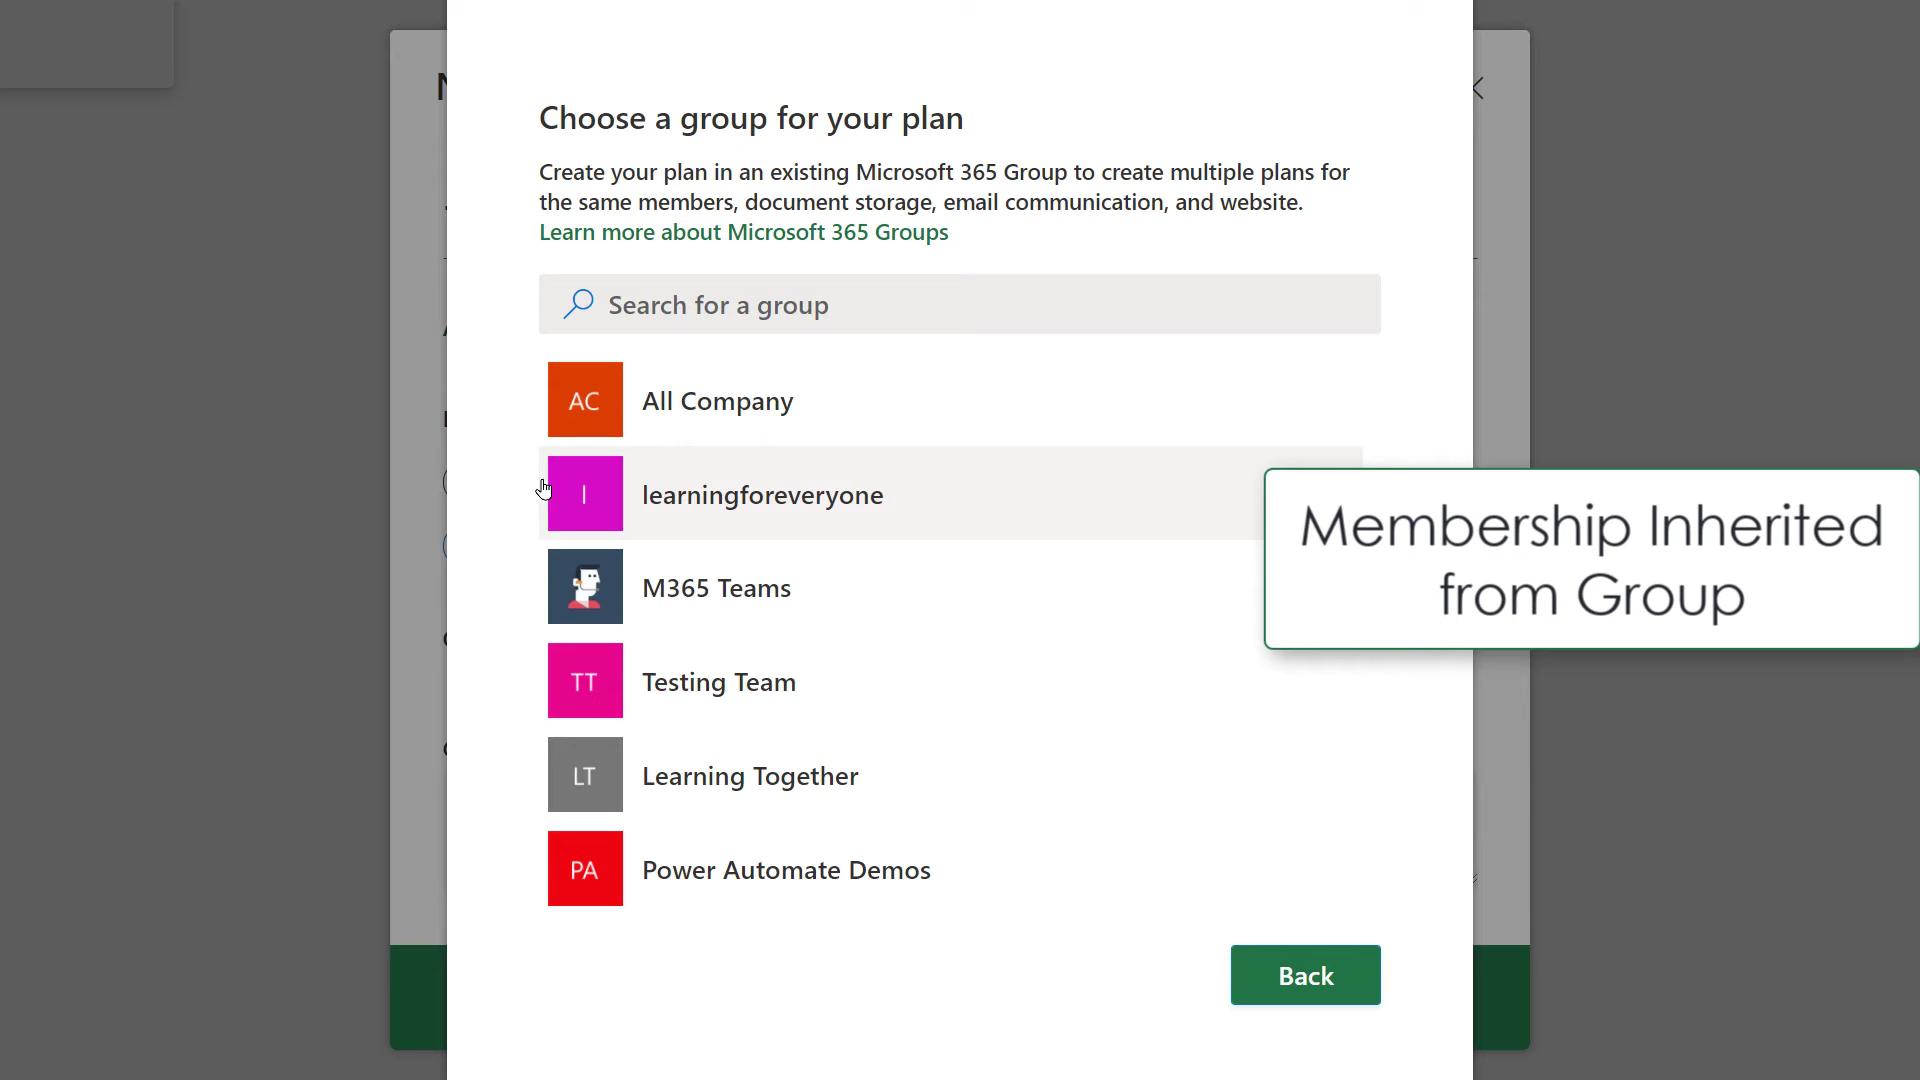 Choose a group for your plan
Create your plan in an existing Microsoft 365 Group to create multiple plans for
the same members, document storage, email communication, and website.
Learn more about Microsoft 365 Groups
Search for a group
AC All Company
l learningforeveryone
Membership Inherited
from Group
M365 Teams
TT Testing Team
LT Learning Together
PA Power Automate Demos
Back